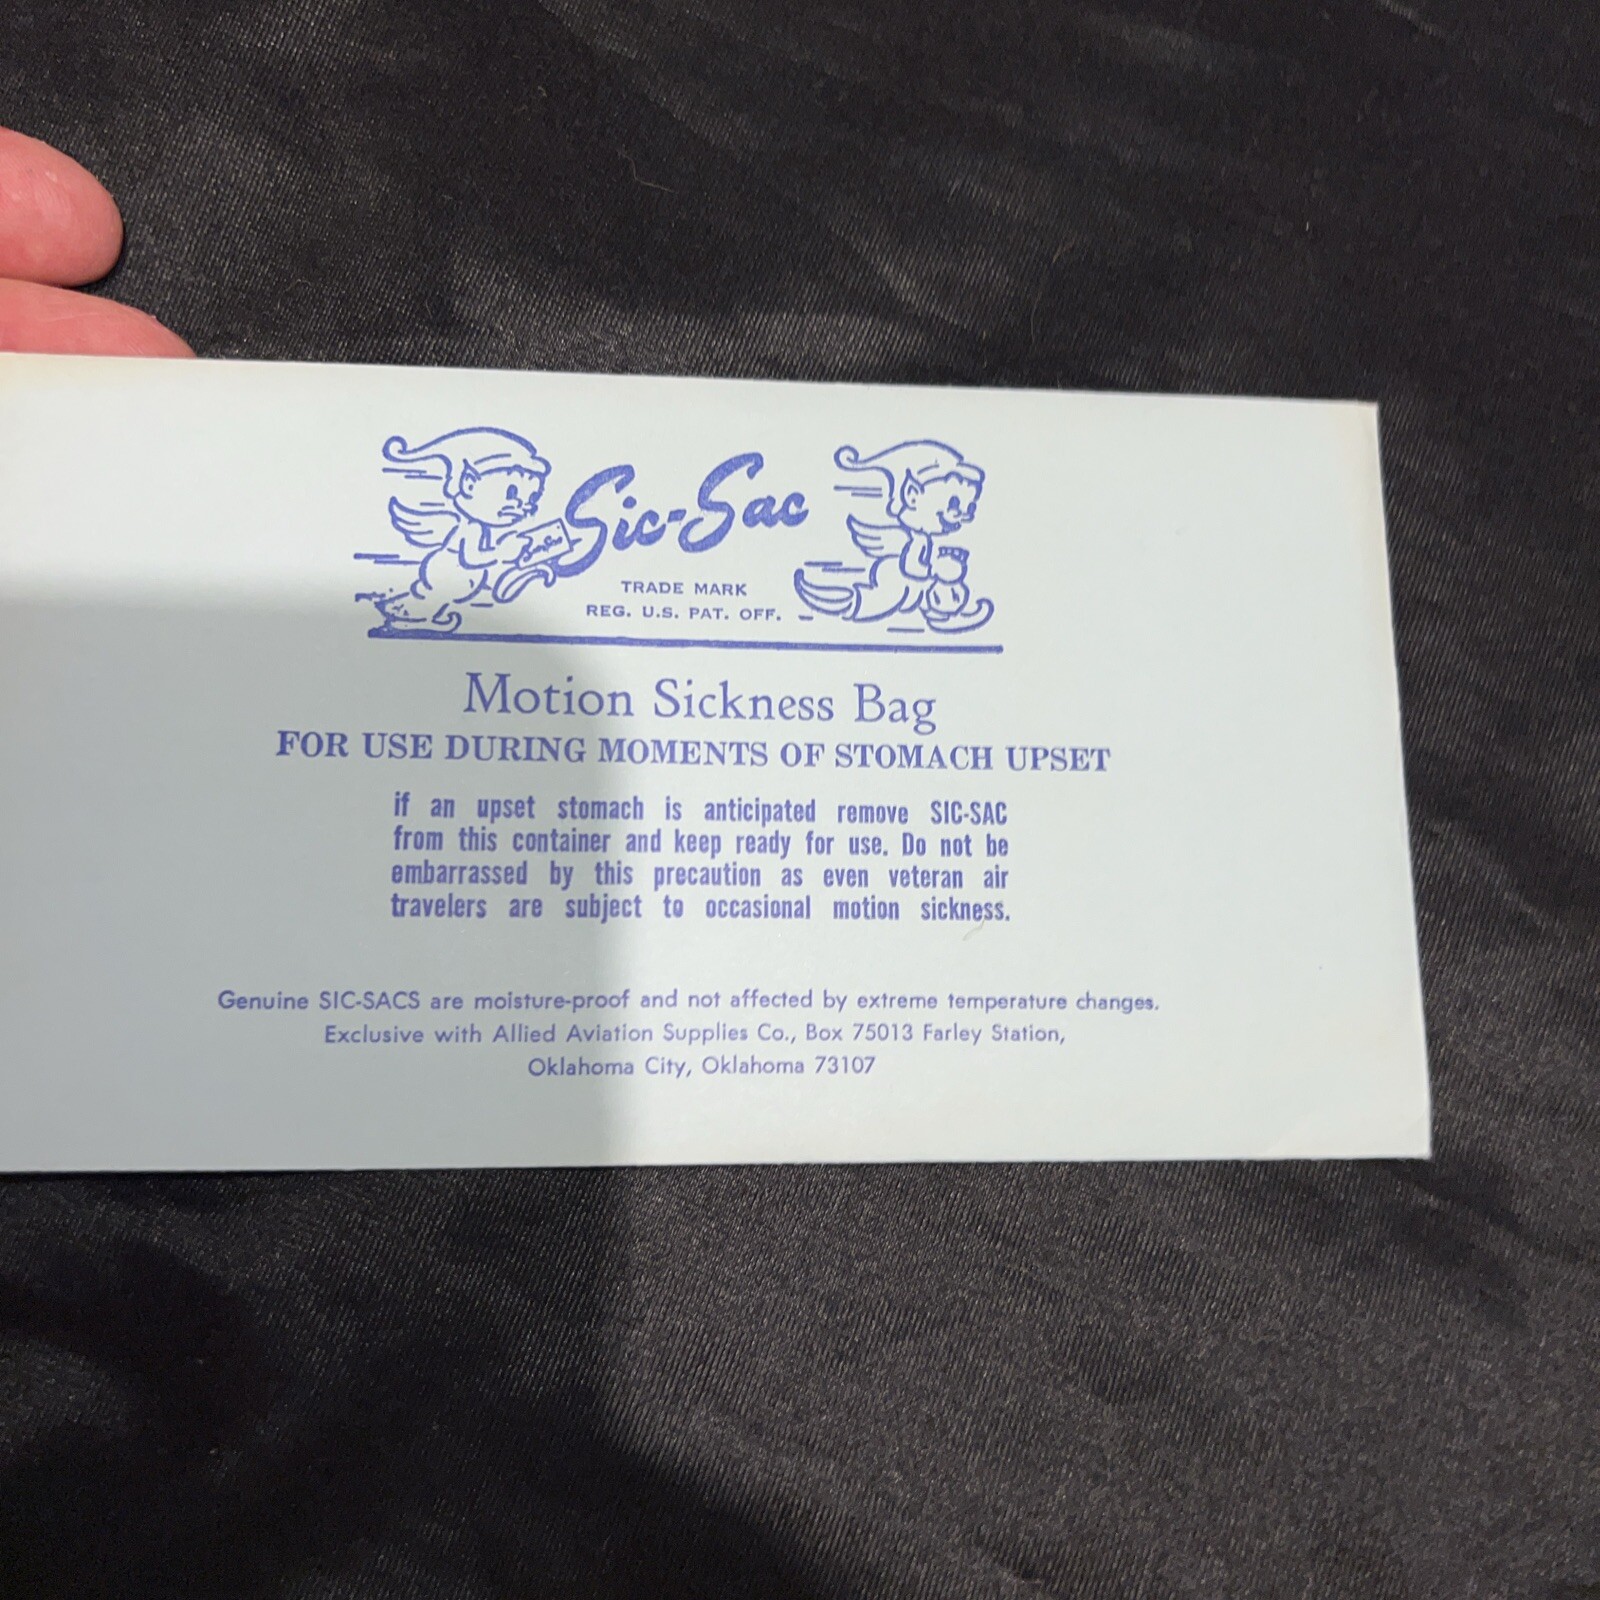 Sic-Sac
TRADE MARK
REG. U.S. PAT. OFF.
Motion Sickness Bag
FOR USE DURING MOMENTS OF STOMACH UPSET
if an upset stomach is anticipated remove SIC-SAC
from this container and keep ready for use. Do not be
embarrassed by this precaution as even veteran air
travelers are subject to occasional motion sickness.
Genuine SIC-SACS are moisture-proof and not affected by extreme temperature changes.
Exclusive with Allied Aviation Supplies Co., Box 75013 Farley Station,
Oklahoma City, Oklahoma 73107